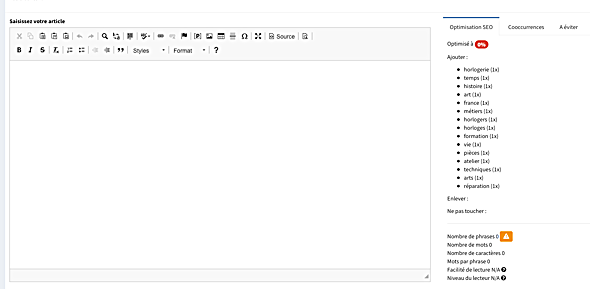 Saisissez votre article
Source
B I S Styles Format ?
Optimisation SEO Cooccurrences A éviter
Optimisé à 0%
Ajouter :
horlogerie (1x)
temps (1x)
histoire (1x)
art (1x)
france (1x)
métiers (1x)
horlogers (1x)
horloges (1x)
formation (1x)
vie (1x)
pièces (1x)
atelier (1x)
techniques (1x)
arts (1x)
réparation (1x)
Enlever :
Ne pas toucher :
Nombre de phrases 0
Nombre de mots 0
Nombre de caractères 0
Mots par phrase 0
Facilité de lecture N/A
Niveau du lecteur N/A